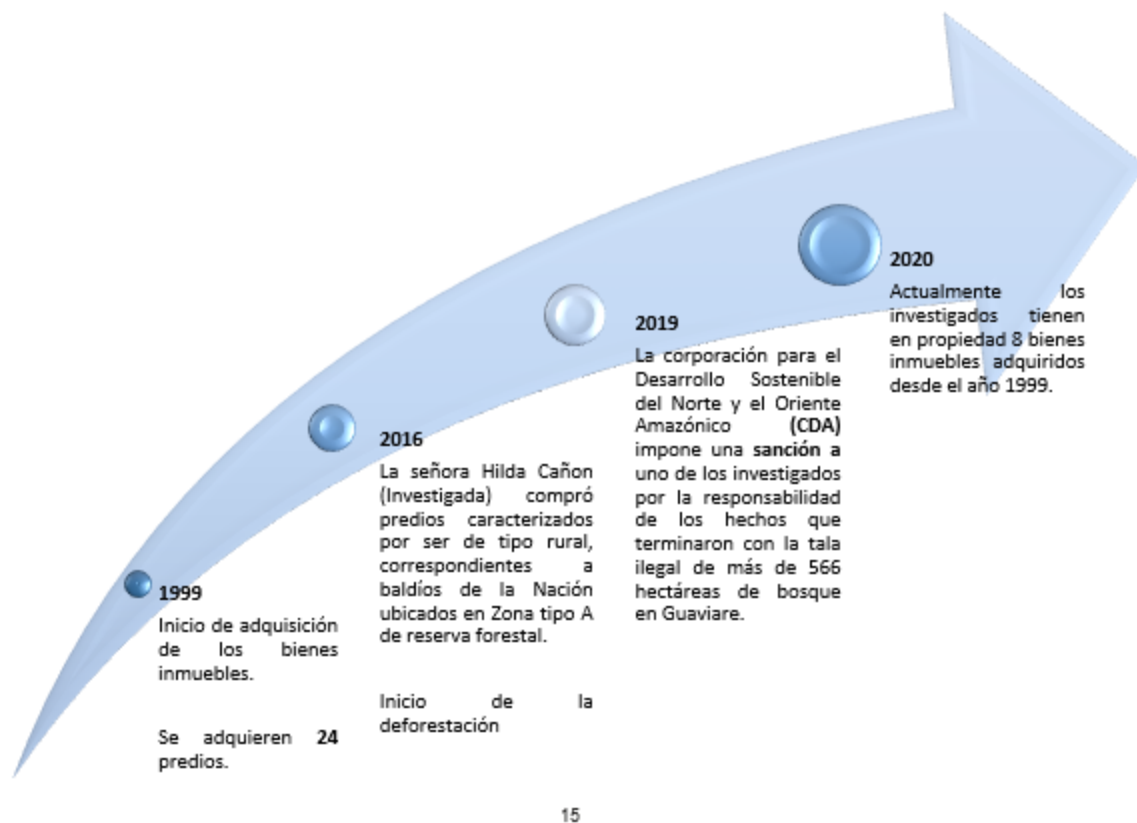 1999
Inicio de adquisición
de los bienes
inmuebles.
Se adquieren 24
predios.
2016
La señora Hilda Cañon
(Investigada) compró
predios caracterizados
por ser de tipo rural,
correspondientes a
baldíos de la Nación
ubicados en Zona tipo A
de reserva forestal.
Inicio de la
deforestación
2019
La corporación para el
Desarrollo Sostenible
del Norte y el Oriente
Amazónico (CDA)
impone una sanción a
uno de los investigados
por la responsabilidad
de los hechos que
terminaron con la tala
ilegal de más de 566
hectáreas de bosque
en Guaviare.
2020
Actualmente los
investigados tienen
en propiedad 8 bienes
inmuebles adquiridos
desde el año 1999.
15